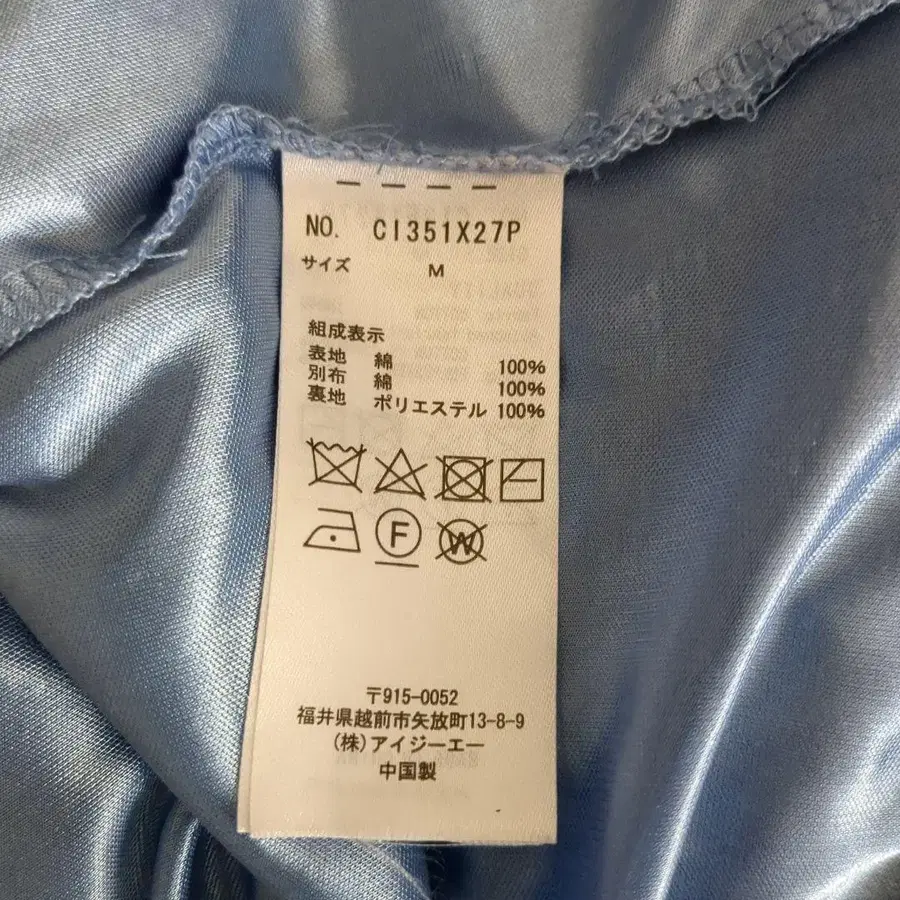 NO. CI351X27P
サイズ M
組成表示
表地 綿 100%
別布 綿 100%
裏地 ポリエステル 100%
F
W
〒915-0052
福井県越前市矢放町13-8-9
(株)アイジーエー
中国製